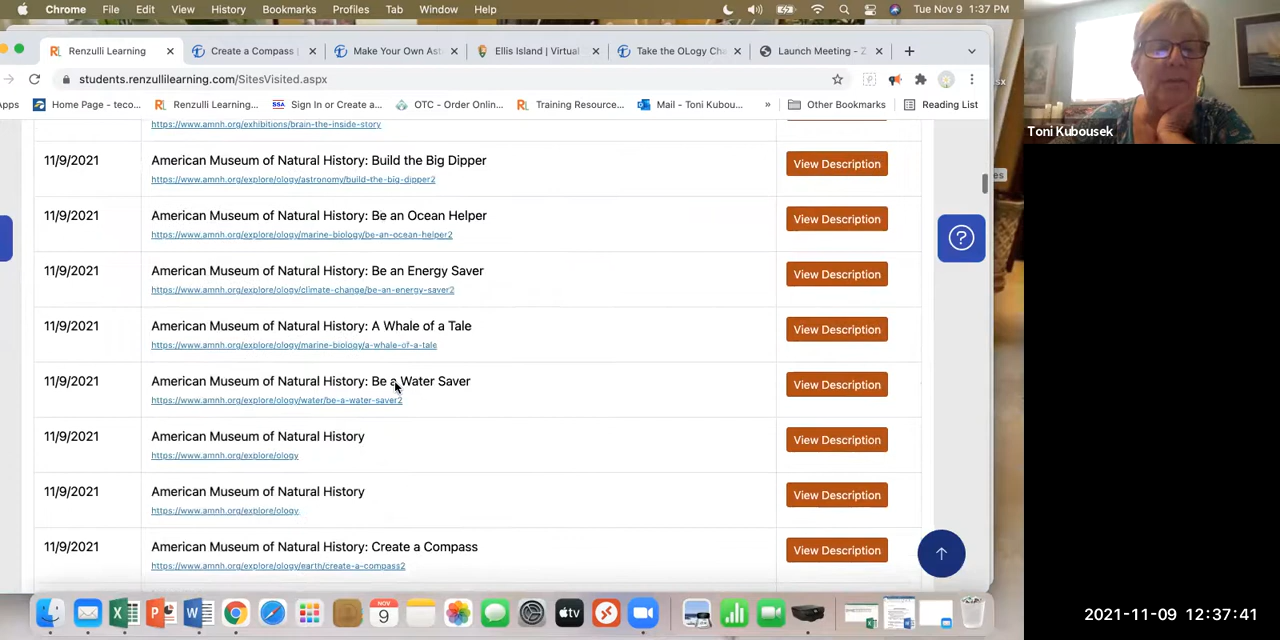 Chrome File Edit View History Bookmarks Profiles Tab Window Help Tue Nov 9 1:37 PM
Renzulli Learning Create a Compass Make Your Own Ast Ellis Island | Virtual Take the OLogy Cha Launch Meeting - Z
students.renzullilearning.com/SitesVisited.aspx
Apps Home Page - teco... Renzulli Learning... Sign In or Create a... OTC - Order Onlin... Training Resource... Mail - Toni Kubou... » Other Bookmarks Reading List
https://www.amnh.org/exhibitions/brain-the-inside-story
11/9/2021 American Museum of Natural History: Build the Big Dipper View Description
https://www.amnh.org/explore/ology/astronomy/build-the-big-dipper2
11/9/2021 American Museum of Natural History: Be an Ocean Helper View Description
https://www.amnh.org/explore/ology/marine-biology/be-an-ocean-helper2
11/9/2021 American Museum of Natural History: Be an Energy Saver View Description
https://www.amnh.org/explore/ology/climate-change/be-an-energy-saver2
11/9/2021 American Museum of Natural History: A Whale of a Tale View Description
https://www.amnh.org/explore/ology/marine-biology/a-whale-of-a-tale
11/9/2021 American Museum of Natural History: Be a Water Saver View Description
https://www.amnh.org/explore/ology/water/be-a-water-saver2
11/9/2021 American Museum of Natural History View Description
https://www.amnh.org/explore/ology
11/9/2021 American Museum of Natural History View Description
https://www.amnh.org/explore/ology
11/9/2021 American Museum of Natural History: Create a Compass View Description
https://www.amnh.org/explore/ology/earth/create-a-compass2
?
NOV
9
tv
Toni Kubousek
2021-11-09 12:37:41